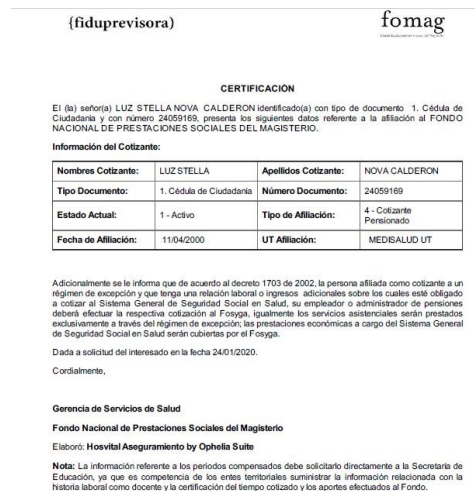 {fiduprevisora)
fomag
CERTIFICACIÓN
El (la) señor(a) LUZ STELLA NOVA CALDERON identificado(a) con tipo de documento 1. Cédula de
Ciudadania y con número 24059169, presenta los siguientes datos referente a la afiliación al FONDO
NACIONAL DE PRESTACIONES SOCIALES DEL MAGISTERIO.
Información del Cotizante:
Nombres Cotizante: LUZ STELLA Apellidos Cotizante: NOVA CALDERON
Tipo Documento: 1. Cédula de Ciudadania Número Documento: 24059169
Estado Actual: 1 - Activo Tipo de Afiliación: 4 - Cotizante
Pensionado
Fecha de Afiliación: 11/04/2000 UT Afiliación: MEDISALUD UT
Adicionalmente se le informa que de acuerdo al decreto 1703 de 2002, la persona afiliada como cotizante a un
régimen de excepción y que tenga una relación laboral o ingresos adicionales sobre los cuales esté obligado
a cotizar al Sistema General de Seguridad Social en Salud, su empleador o administrador de pensiones
deberá efectuar la respectiva cotización al Fosyga, igualmente los servicios asistenciales serán prestados
exclusivamente a través del régimen de excepción; las prestaciones económicas a cargo del Sistema General
de Seguridad Social en Salud serán cubiertas por el Fosyga.
Dada a solicitud del interesado en la fecha 24/01/2020.
Cordialmente,
Gerencia de Servicios de Salud
Fondo Nacional de Prestaciones Sociales del Magisterio
Elaboró: Hosvital Aseguramiento by Ophelia Suite
Nota: La información referente a los periodos compensados debe solicitarlo directamente a la Secretaria de
Educación, ya que es competencia de los entes territoriales suministrar la información relacionada con la
historia laboral como docente y la certificación del tiempo cotizado y los aportes efectuados al Fondo.